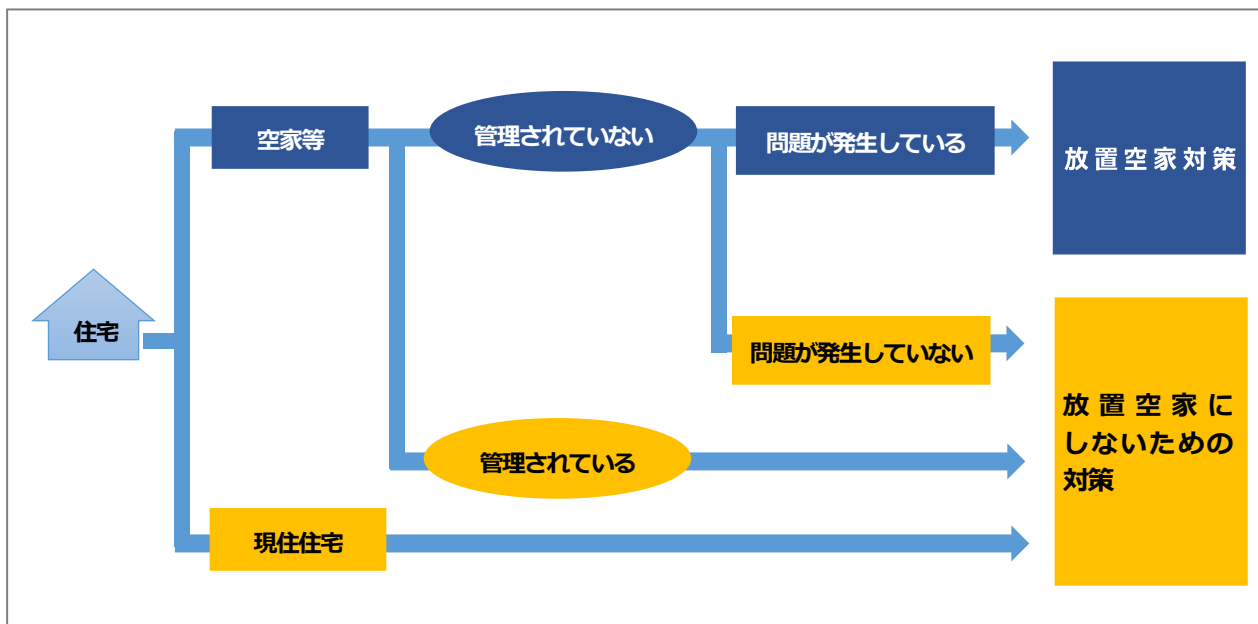 空家等
管理されていない
問題が発生している
放置空家対策
住宅
問題が発生していない
放置空家に
しないための
対策
管理されている
現住住宅